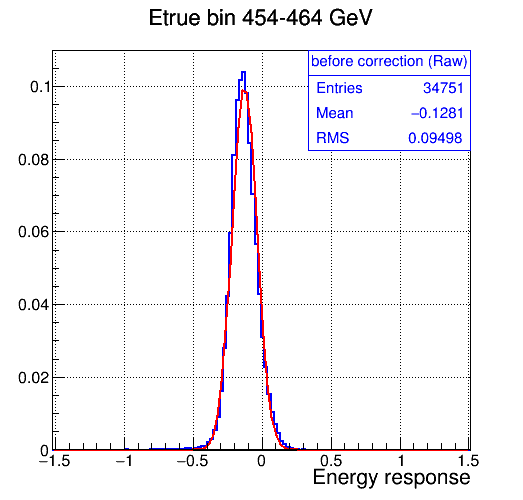 Etrue bin 454-464 GeV
before correction (Raw)
Entries 34751
Mean −0.1281
RMS 0.09498
0.1
0.08
0.06
0.04
0.02
0
−1.5 −1 −0.5 0 0.5 1 1.5
Energy response